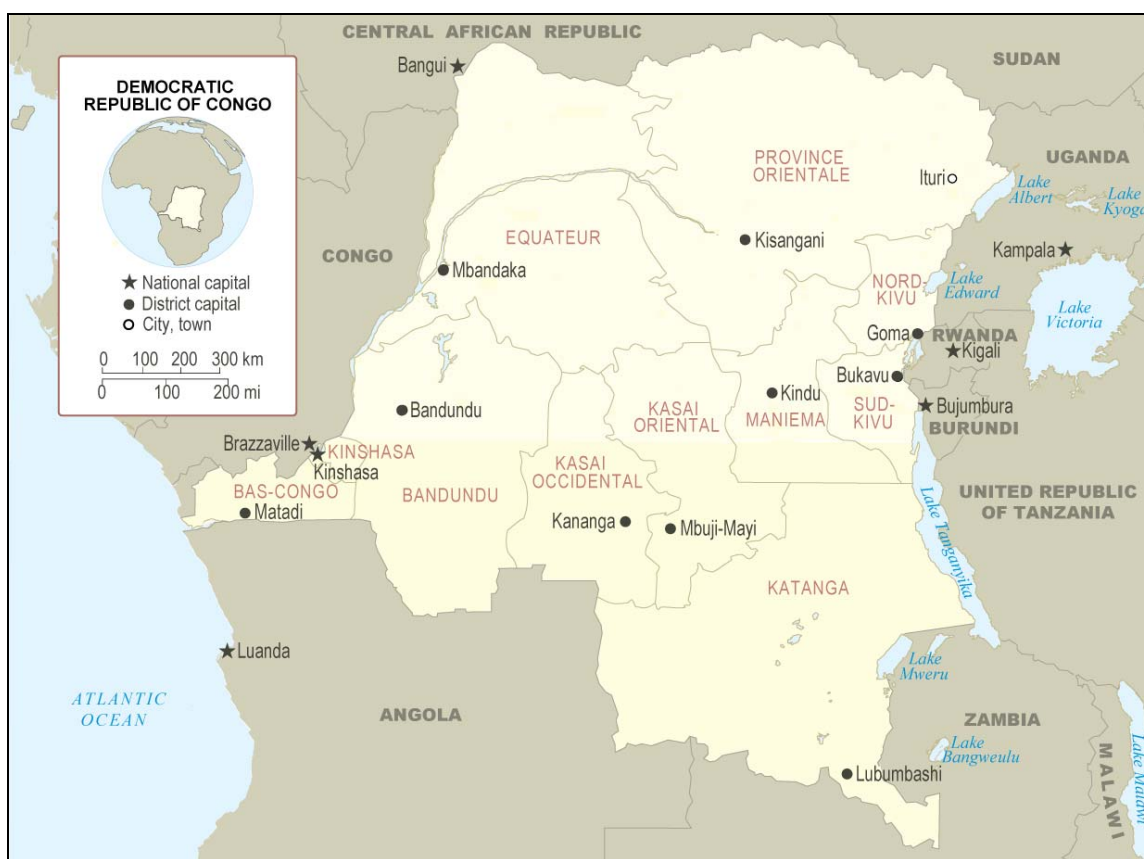 CENTRAL AFRICAN REPUBLIC
Bangui
SUDAN
DEMOCRATIC
REPUBLIC OF CONGO
National capital
District capital
City, town
0 100 200 300 km
0 100 200 mi
PROVINCE
ORIENTALE
Ituri
UGANDA
Lake
Albert
Lake
Kyoga
CONGO
EQUATEUR
Kisangani
Kampala
Mbandaka
NORD-
KIVU
Lake
Edward
Lake
Victoria
Goma
RWANDA
Kigali
Bukavu
Bandundu
KASAI
ORIENTAL
Kindu
MANIEMA
SUD-
KIVU
Bujumbura
BURUNDI
Brazzaville
KINSHASA
Kinshasa
BAS-CONGO
Matadi
BANDUNDU
KASAI
OCCIDENTAL
Kananga
Mbuji-Mayi
UNITED REPUBLIC
OF TANZANIA
Lake Tanganyika
KATANGA
Luanda
Lake
Mweru
ATLANTIC
OCEAN
ANGOLA
ZAMBIA
Lake
Bangweulu
Lubumbashi
MALAWI
Lake Malawi